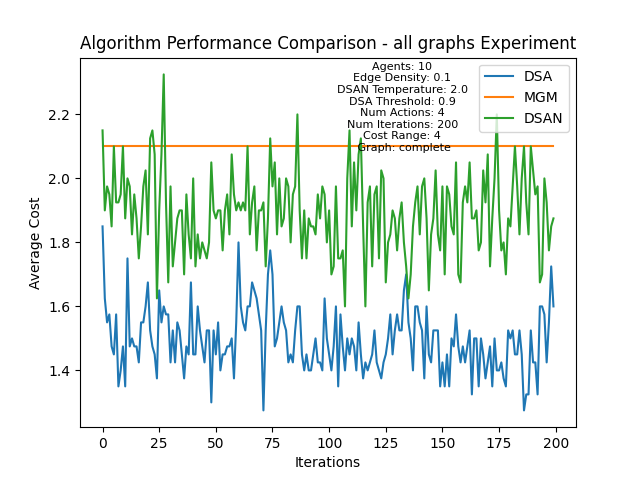 Algorithm Performance Comparison - all graphs Experiment
Agents: 10
Edge Density: 0.1
DSAN Temperature: 2.0
DSA Threshold: 0.9
Num Actions: 4
Num Iterations: 200
Cost Range: 4
Graph: complete
DSA
MGM
DSAN
Average Cost
2.2
2.0
1.8
1.6
1.4
0 25 50 75 100 125 150 175 200
Iterations